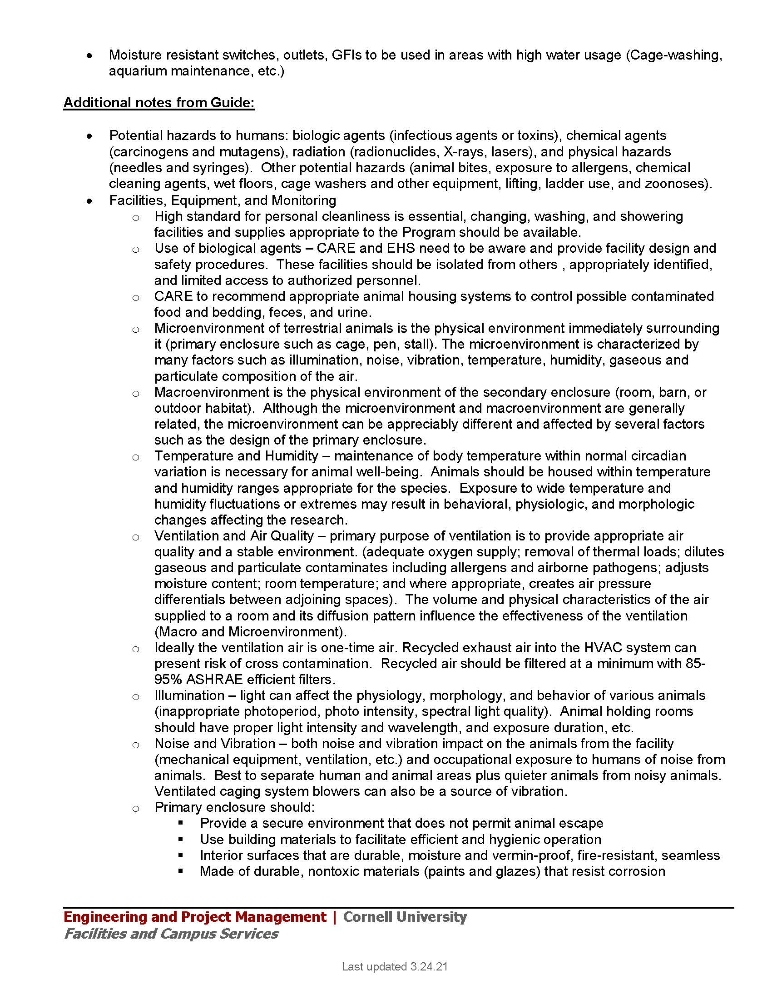 • Moisture resistant switches, outlets, GFIs to be used in areas with high water usage (Cage-washing,
aquarium maintenance, etc.)
Additional notes from Guide:
• Potential hazards to humans: biologic agents (infectious agents or toxins), chemical agents
(carcinogens and mutagens), radiation (radionuclides, X-rays, lasers), and physical hazards
(needles and syringes).  Other potential hazards (animal bites, exposure to allergens, chemical
cleaning agents, wet floors, cage washers and other equipment, lifting, ladder use, and zoonoses).
• Facilities, Equipment, and Monitoring
o High standard for personal cleanliness is essential, changing, washing, and showering
facilities and supplies appropriate to the Program should be available.
o Use of biological agents – CARE and EHS need to be aware and provide facility design and
safety procedures.  These facilities should be isolated from others , appropriately identified,
and limited access to authorized personnel.
o CARE to recommend appropriate animal housing systems to control possible contaminated
food and bedding, feces, and urine.
o Microenvironment of terrestrial animals is the physical environment immediately surrounding
it (primary enclosure such as cage, pen, stall). The microenvironment is characterized by
many factors such as illumination, noise, vibration, temperature, humidity, gaseous and
particulate composition of the air.
o Macroenvironment is the physical environment of the secondary enclosure (room, barn, or
outdoor habitat).  Although the microenvironment and macroenvironment are generally
related, the microenvironment can be appreciably different and affected by several factors
such as the design of the primary enclosure.
o Temperature and Humidity – maintenance of body temperature within normal circadian
variation is necessary for animal well-being.  Animals should be housed within temperature
and humidity ranges appropriate for the species.  Exposure to wide temperature and
humidity fluctuations or extremes may result in behavioral, physiologic, and morphologic
changes affecting the research.
o Ventilation and Air Quality – primary purpose of ventilation is to provide appropriate air
quality and a stable environment. (adequate oxygen supply; removal of thermal loads; dilutes
gaseous and particulate contaminates including allergens and airborne pathogens; adjusts
moisture content; room temperature; and where appropriate, creates air pressure
differentials between adjoining spaces).  The volume and physical characteristics of the air
supplied to a room and its diffusion pattern influence the effectiveness of the ventilation
(Macro and Microenvironment).
o Ideally the ventilation air is one-time air. Recycled exhaust air into the HVAC system can
present risk of cross contamination.  Recycled air should be filtered at a minimum with 85-
95% ASHRAE efficient filters.
o Illumination – light can affect the physiology, morphology, and behavior of various animals
(inappropriate photoperiod, photo intensity, spectral light quality).  Animal holding rooms
should have proper light intensity and wavelength, and exposure duration, etc.
o Noise and Vibration – both noise and vibration impact on the animals from the facility
(mechanical equipment, ventilation, etc.) and occupational exposure to humans of noise from
animals.  Best to separate human and animal areas plus quieter animals from noisy animals.
Ventilated caging system blowers can also be a source of vibration.
o Primary enclosure should:
▪ Provide a secure environment that does not permit animal escape
▪ Use building materials to facilitate efficient and hygienic operation
▪ Interior surfaces that are durable, moisture and vermin-proof, fire-resistant, seamless
▪ Made of durable, nontoxic materials (paints and glazes) that resist corrosion
Engineering and Project Management | Cornell University
Facilities and Campus Services
Last updated 3.24.21